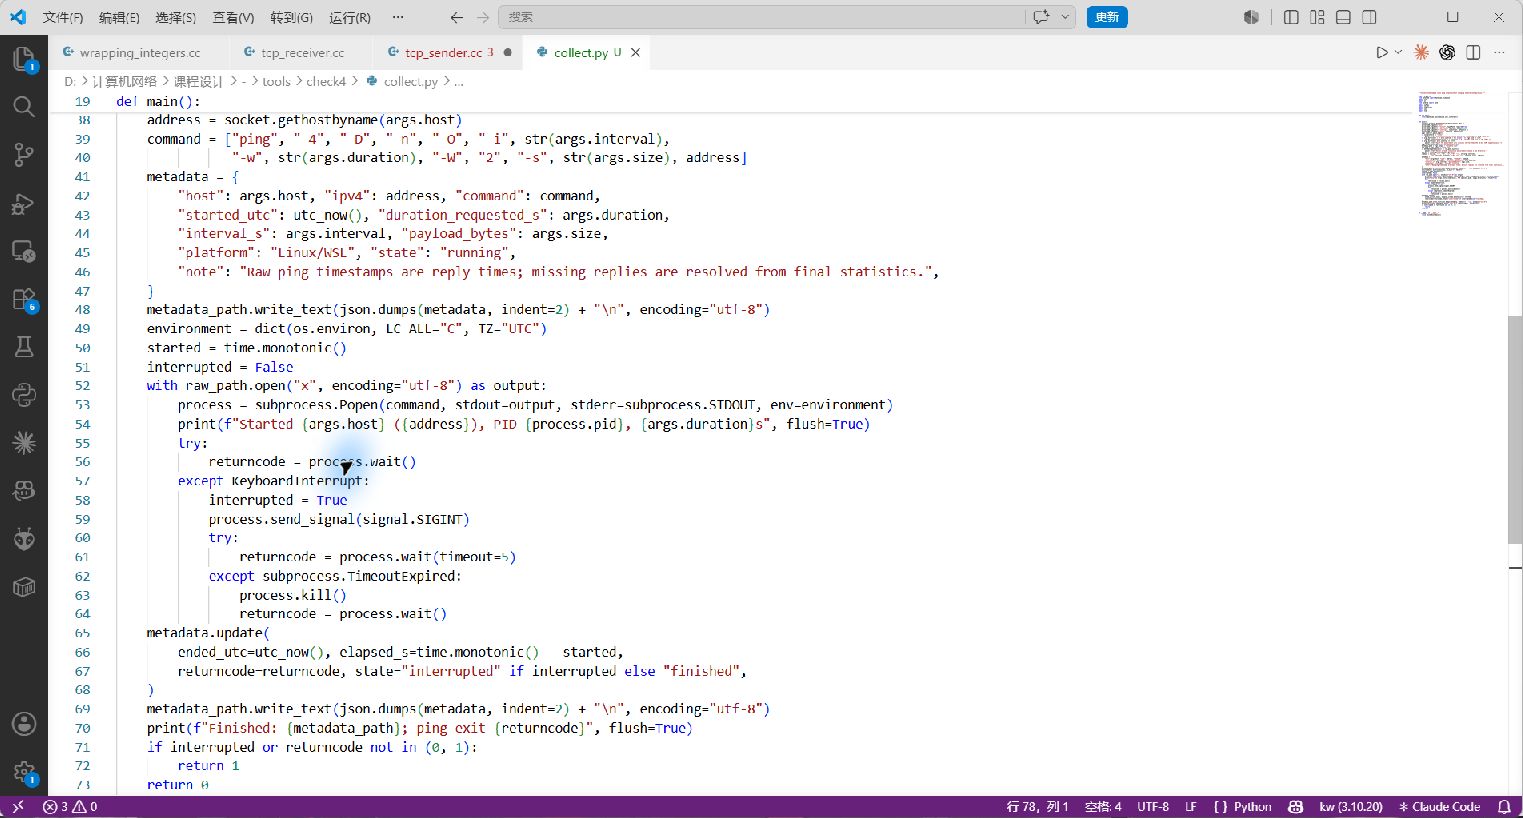 文件(F) 编辑(E) 选择(S) 查看(V) 转到(G) 运行(R) ··· 搜索 更新
wrapping_integers.cc tcp_receiver.cc tcp_sender.cc 3 collect.py U
D: > 计算机网络 > 课程设计 > - > tools > check4 > collect.py > ...
19 def main():
38 address = socket.gethostbyname(args.host)
39 command = ["ping", " 4", " D", " n", " O", " i", str(args.interval),
40 "-w", str(args.duration), "-W", "2", "-s", str(args.size), address]
41 metadata = {
42 "host": args.host, "ipv4": address, "command": command,
43 "started_utc": utc_now(), "duration_requested_s": args.duration,
44 "interval_s": args.interval, "payload_bytes": args.size,
45 "platform": "Linux/WSL", "state": "running",
46 "note": "Raw ping timestamps are reply times; missing replies are resolved from final statistics.",
47 }
48 metadata_path.write_text(json.dumps(metadata, indent=2) + "\n", encoding="utf-8")
49 environment = dict(os.environ, LC_ALL="C", TZ="UTC")
50 started = time.monotonic()
51 interrupted = False
52 with raw_path.open("x", encoding="utf-8") as output:
53 process = subprocess.Popen(command, stdout=output, stderr=subprocess.STDOUT, env=environment)
54 print(f"Started {args.host} ({address}), PID {process.pid}, {args.duration}s", flush=True)
55 try:
56 returncode = process.wait()
57 except KeyboardInterrupt:
58 interrupted = True
59 process.send_signal(signal.SIGINT)
60 try:
61 returncode = process.wait(timeout=5)
62 except subprocess.TimeoutExpired:
63 process.kill()
64 returncode = process.wait()
65 metadata.update(
66 ended_utc=utc_now(), elapsed_s=time.monotonic()   started,
67 returncode=returncode, state="interrupted" if interrupted else "finished",
68 )
69 metadata_path.write_text(json.dumps(metadata, indent=2) + "\n", encoding="utf-8")
70 print(f"Finished: {metadata_path}; ping exit {returncode}", flush=True)
71 if interrupted or returncode not in (0, 1):
72 return 1
73 return 0
1
6
1
3 0 行 78，列 1 空格: 4 UTF-8 LF { } Python kw (3.10.20) Claude Code